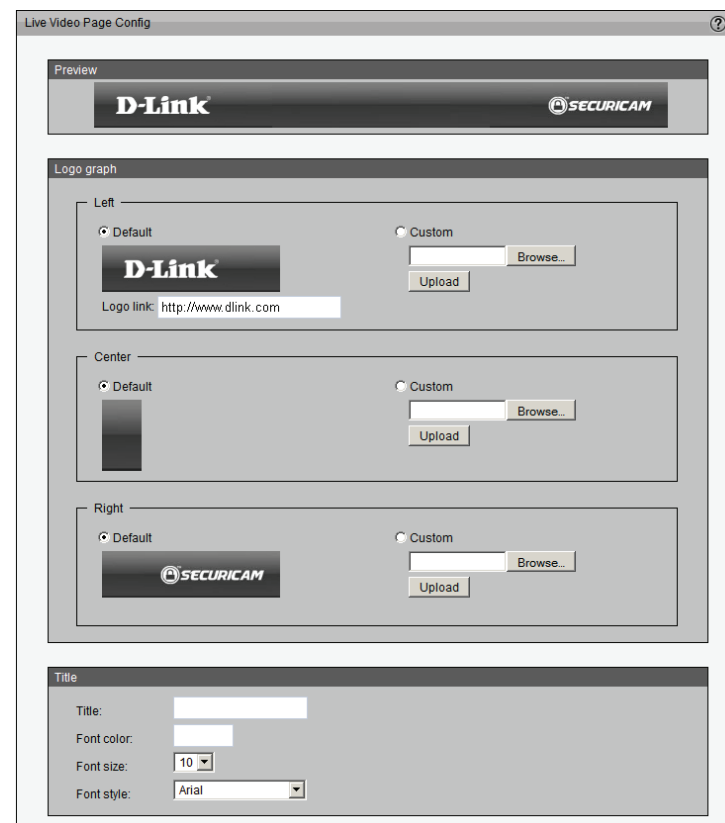 Live Video Page Config ?
Preview
D-Link SECURICAM
Logo graph
Left
Default Custom
Browse...
D-Link
Upload
Logo link: http://www.dlink.com
Center
Default Custom
Browse...
Upload
Right
Default Custom
Browse...
SECURICAM
Upload
Title
Title:
Font color:
Font size: 10
Font style: Arial